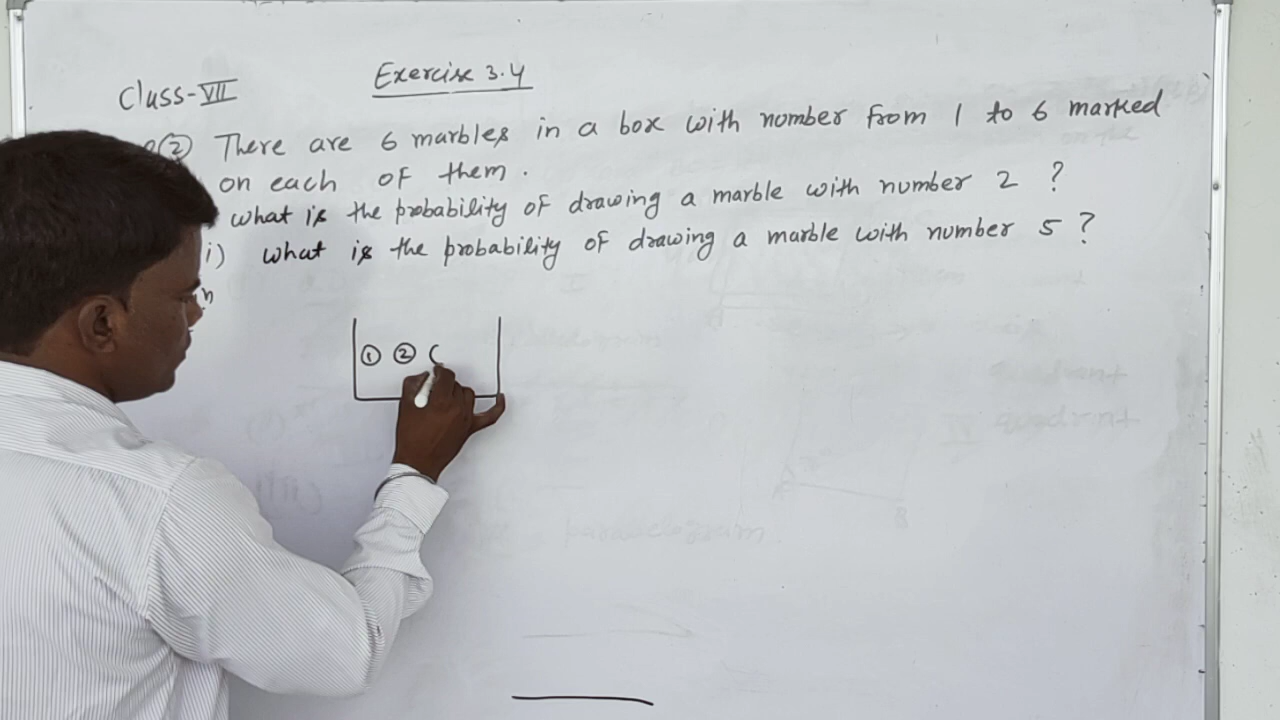 Class-VII Exercise 3.4
② There are 6 marbles in a box with number from 1 to 6 marked
on each of them.
what is the probability of drawing a marble with number 2 ?
i) what is the probability of drawing a marble with number 5 ?
① ②